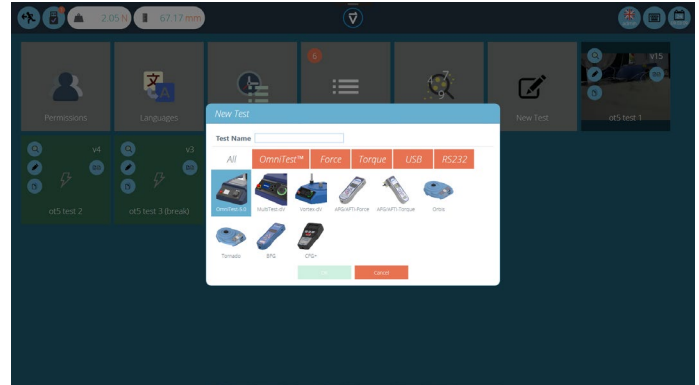 2.05 N
67.17 mm
6
Permissions
Languages
New Test
v15
ot5 test 1
v4
ot5 test 2
v3
ot5 test 3 (break)
New Test
Test Name
All
OmniTest™
Force
Torque
USB
RS232
OmniTest-5.0
MultiTest-dV
Vortex-dV
AFG/AFTI-Force
AFG/AFTI-Torque
Orbis
Tornado
BFG
CFG+
Cancel